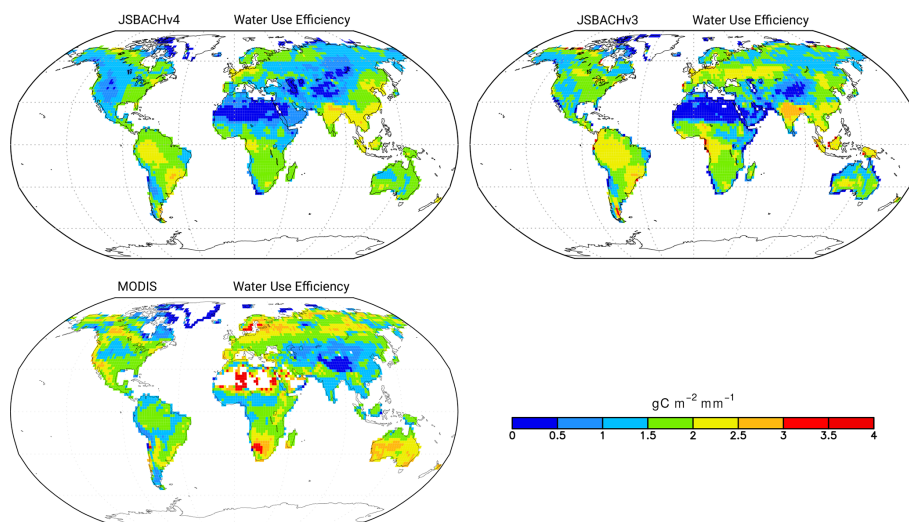 JSBACHv4 Water Use Efficiency
JSBACHv3 Water Use Efficiency
MODIS Water Use Efficiency
gC m⁻² mm⁻¹
0 0.5 1 1.5 2 2.5 3 3.5 4